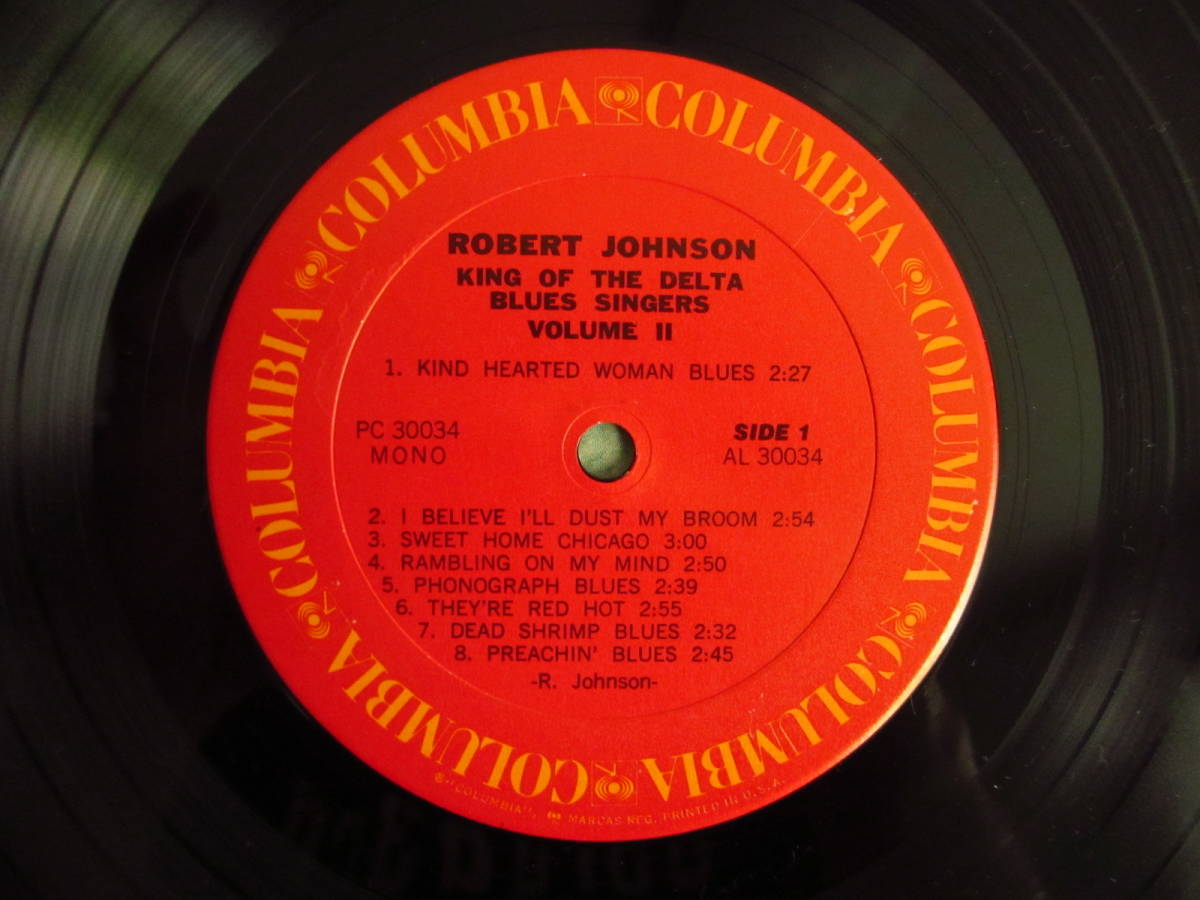 COLUMBIA COLUMBIA COLUMBIA COLUMBIA COLUMBIA COLUMBIA
ROBERT JOHNSON
KING OF THE DELTA
BLUES SINGERS
VOLUME II
1. KIND HEARTED WOMAN BLUES 2:27
PC 30034
MONO
SIDE 1
AL 30034
2. I BELIEVE I'LL DUST MY BROOM 2:54
3. SWEET HOME CHICAGO 3:00
4. RAMBLING ON MY MIND 2:50
5. PHONOGRAPH BLUES 2:39
6. THEY'RE RED HOT 2:55
7. DEAD SHRIMP BLUES 2:32
8. PREACHIN' BLUES 2:45
-R. Johnson-
® "COLUMBIA", MARCAS REG. PRINTED IN U.S.A.